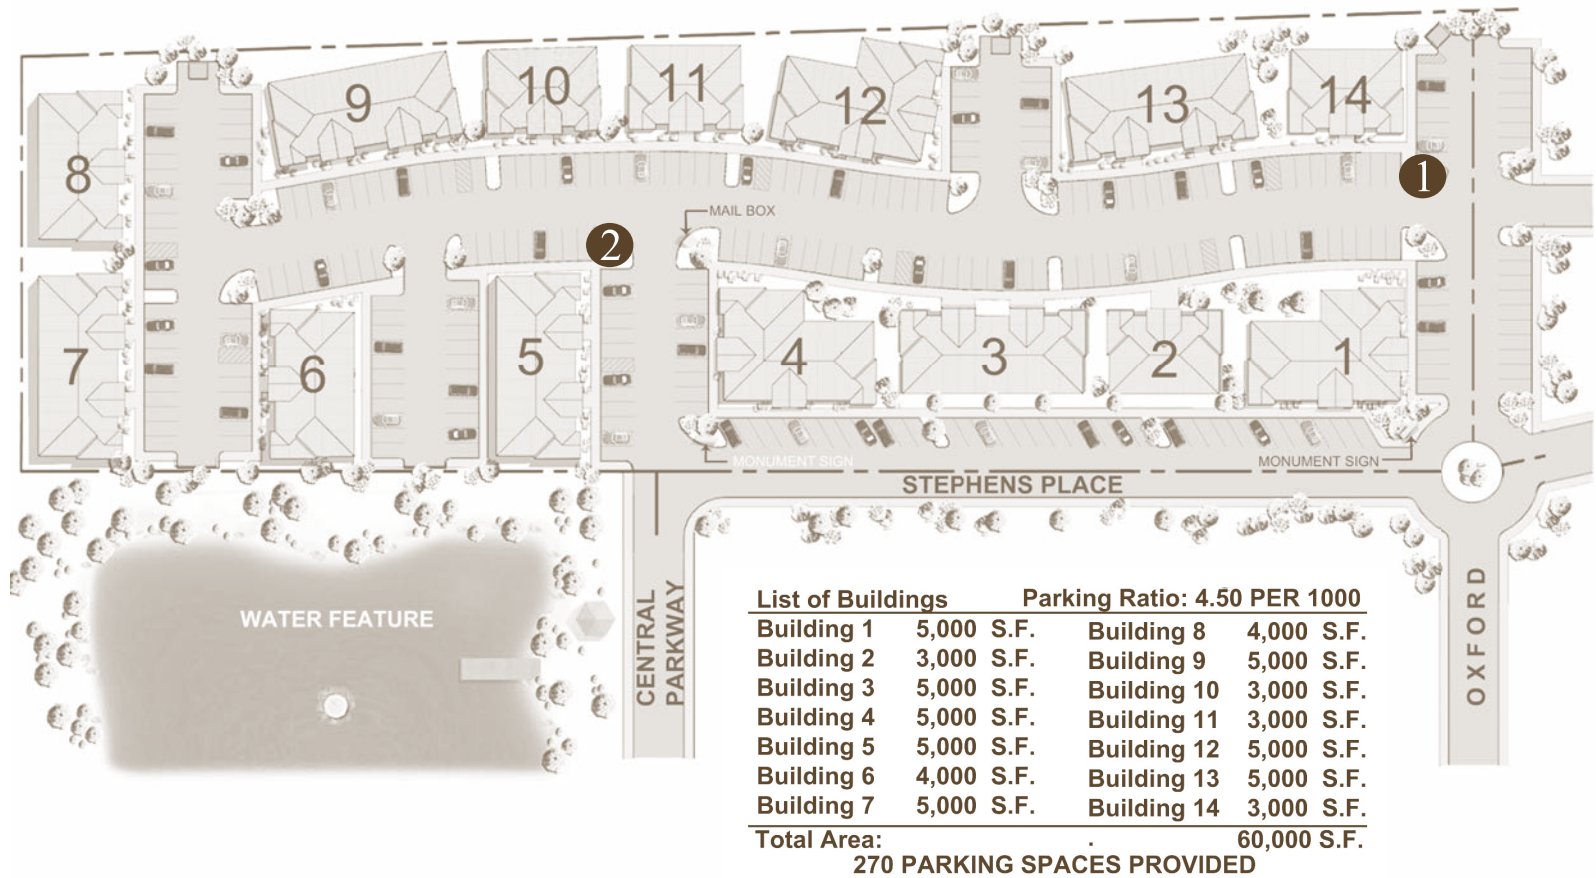 9
10
11
12
13
14
8
1
2
MAIL BOX
7
6
5
4
3
2
1
MONUMENT SIGN
MONUMENT SIGN
STEPHENS PLACE
WATER FEATURE
CENTRAL
PARKWAY
OXFORD
List of Buildings Parking Ratio: 4.50 PER 1000
Building 1 5,000 S.F. Building 8 4,000 S.F.
Building 2 3,000 S.F. Building 9 5,000 S.F.
Building 3 5,000 S.F. Building 10 3,000 S.F.
Building 4 5,000 S.F. Building 11 3,000 S.F.
Building 5 5,000 S.F. Building 12 5,000 S.F.
Building 6 4,000 S.F. Building 13 5,000 S.F.
Building 7 5,000 S.F. Building 14 3,000 S.F.
Total Area: . 60,000 S.F.
270 PARKING SPACES PROVIDED